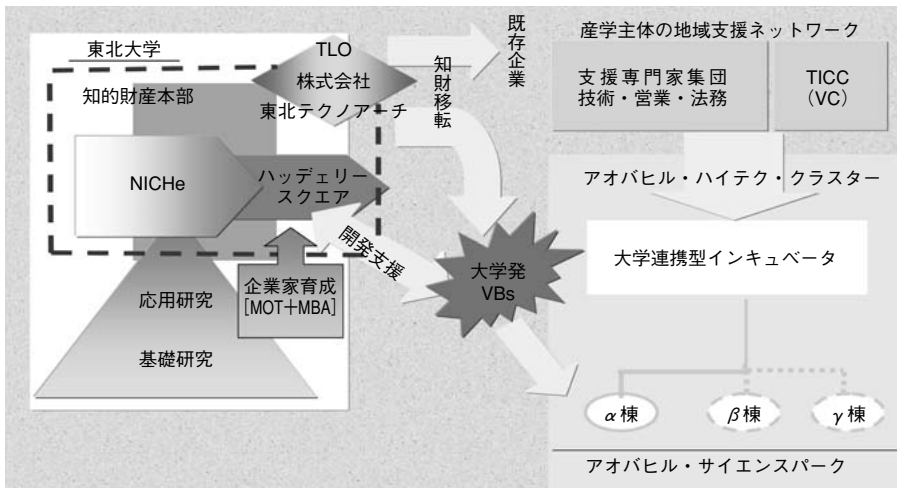 東北大学
知的財産本部
TLO
株式会社
東北テクノアーチ
NICHe
ハッデェリー
スクエア
応用研究
基礎研究
企業家育成
[MOT+MBA]
開発支援
知財移転
既存企業
大学発
VBs
産学主体の地域支援ネットワーク
支援専門家集団
技術・営業・法務
TICC
(VC)
アオバヒル・ハイテク・クラスター
大学連携型インキュベータ
α棟
β棟
γ棟
アオバヒル・サイエンスパーク